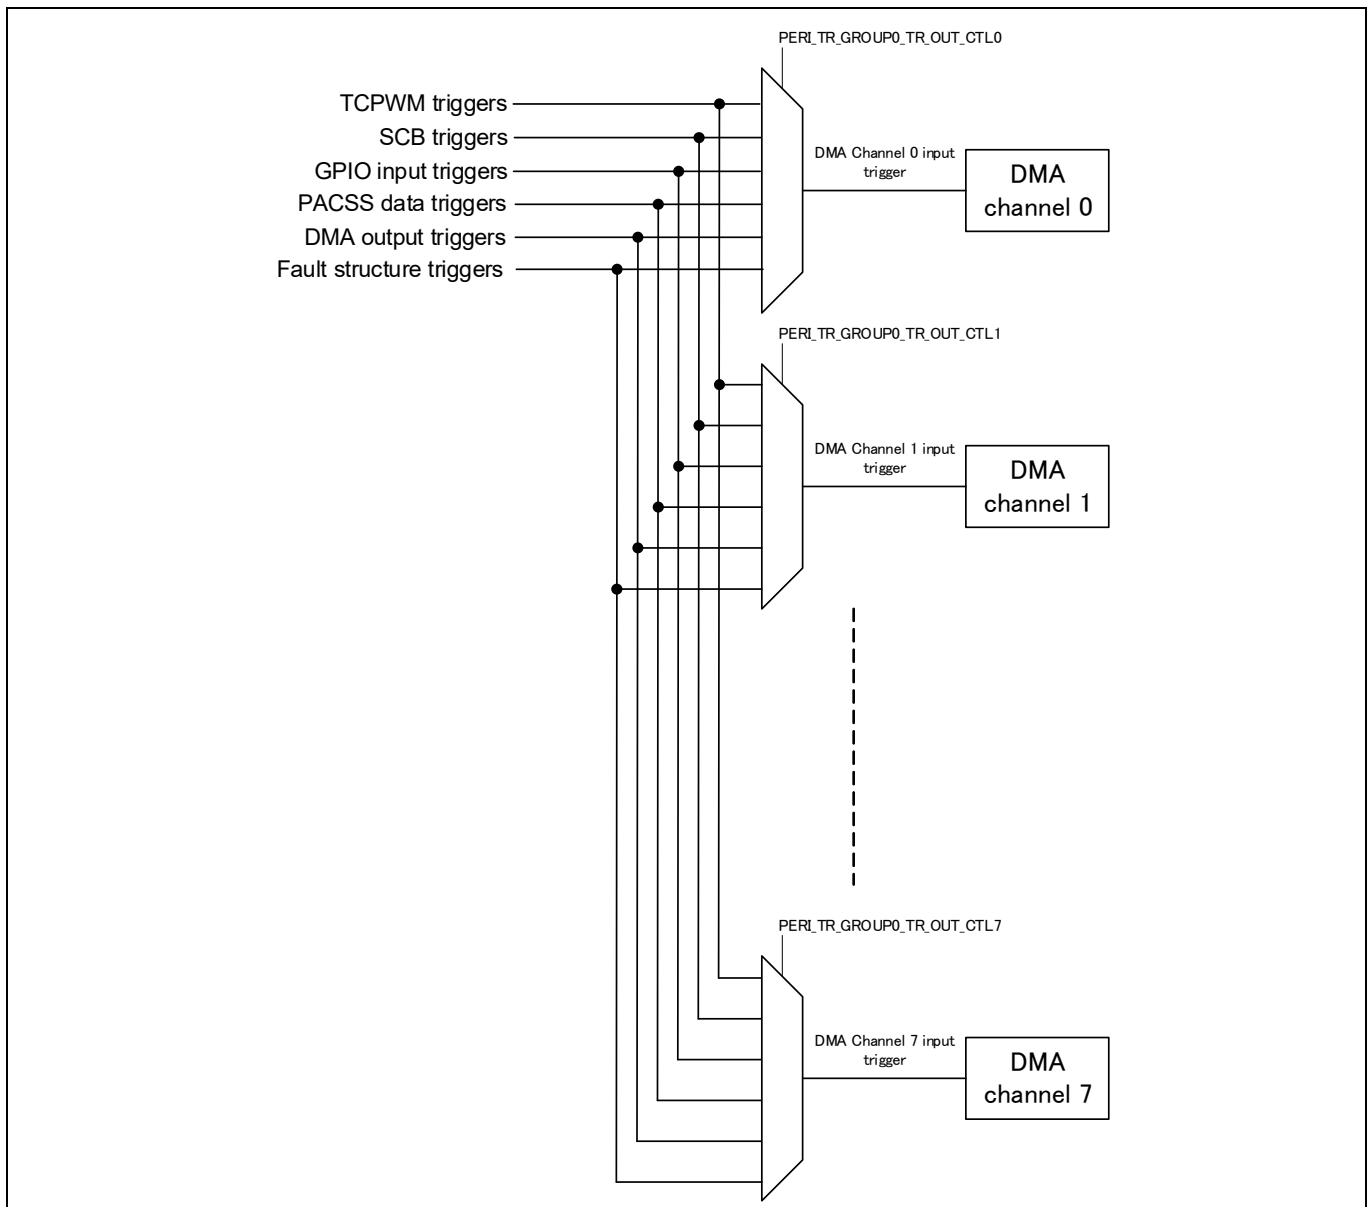 PERI_TR_GROUP0_TR_OUT_CTL0
TCPWM triggers
SCB triggers
GPIO input triggers
PACSS data triggers
DMA output triggers
Fault structure triggers
DMA Channel 0 input
trigger
DMA
channel 0
PERI_TR_GROUP0_TR_OUT_CTL1
DMA Channel 1 input
trigger
DMA
channel 1
PERI_TR_GROUP0_TR_OUT_CTL7
DMA Channel 7 input
trigger
DMA
channel 7